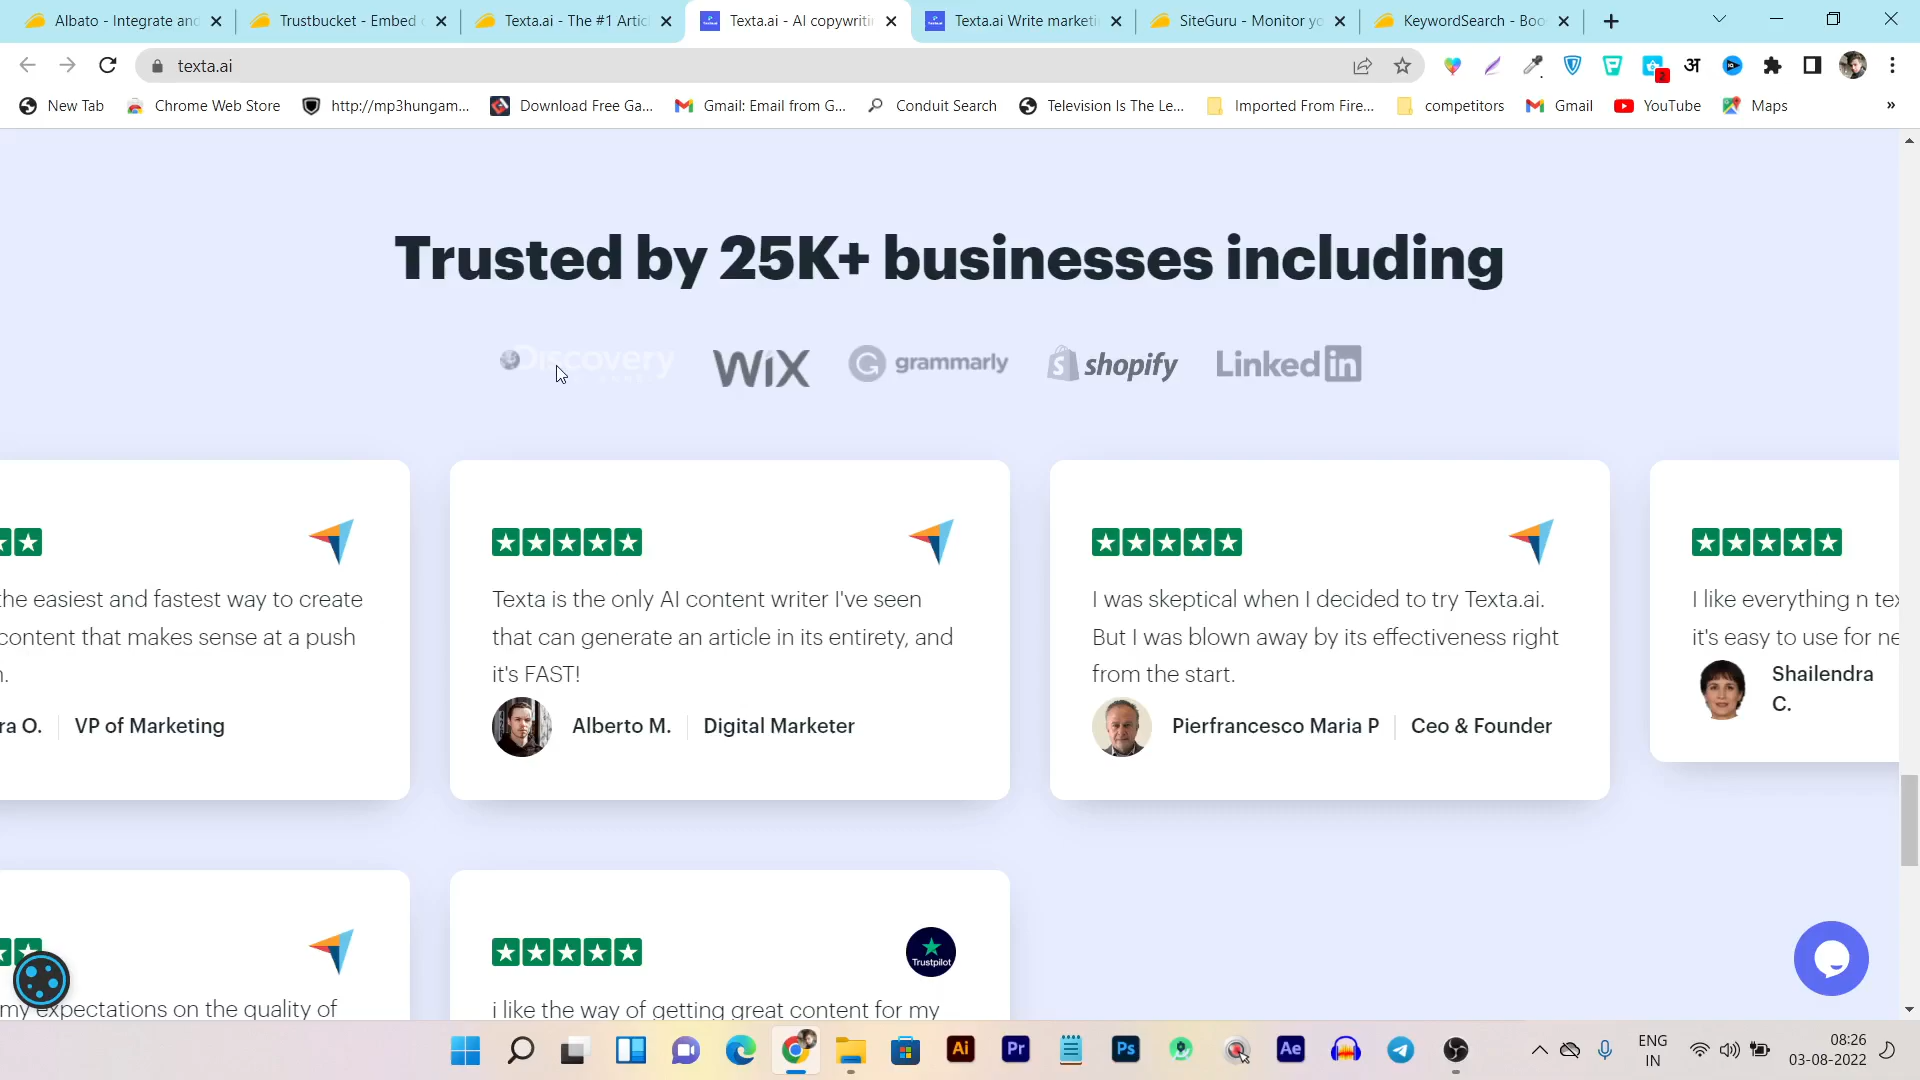 Albato - Integrate and
Trustbucket - Embed
Texta.ai - The #1 Artic
Texta.ai - AI copywriti
Texta.ai Write marketi
SiteGuru - Monitor yo
KeywordSearch - Boo
texta.ai
2
अ
New Tab
Chrome Web Store
http://mp3hungam...
Download Free Ga...
Gmail: Email from G...
Conduit Search
Television Is The Le...
Imported From Fire...
competitors
Gmail
YouTube
Maps
»
Trusted by 25K+ businesses including
Discovery
WiX
grammarly
shopify
Linked in
the easiest and fastest way to create
content that makes sense at a push
ra O.
VP of Marketing
Texta is the only AI content writer I've seen
that can generate an article in its entirety, and
it's FAST!
Alberto M.
Digital Marketer
I was skeptical when I decided to try Texta.ai.
But I was blown away by its effectiveness right
from the start.
Pierfrancesco Maria P
Ceo & Founder
I like everything n tex
it's easy to use for ne
Shailendra
C.
my expectations on the quality of
Trustpilot
i like the way of getting great content for my
Ai
Pr
Ps
Ae
ENG
IN
08:26
03-08-2022